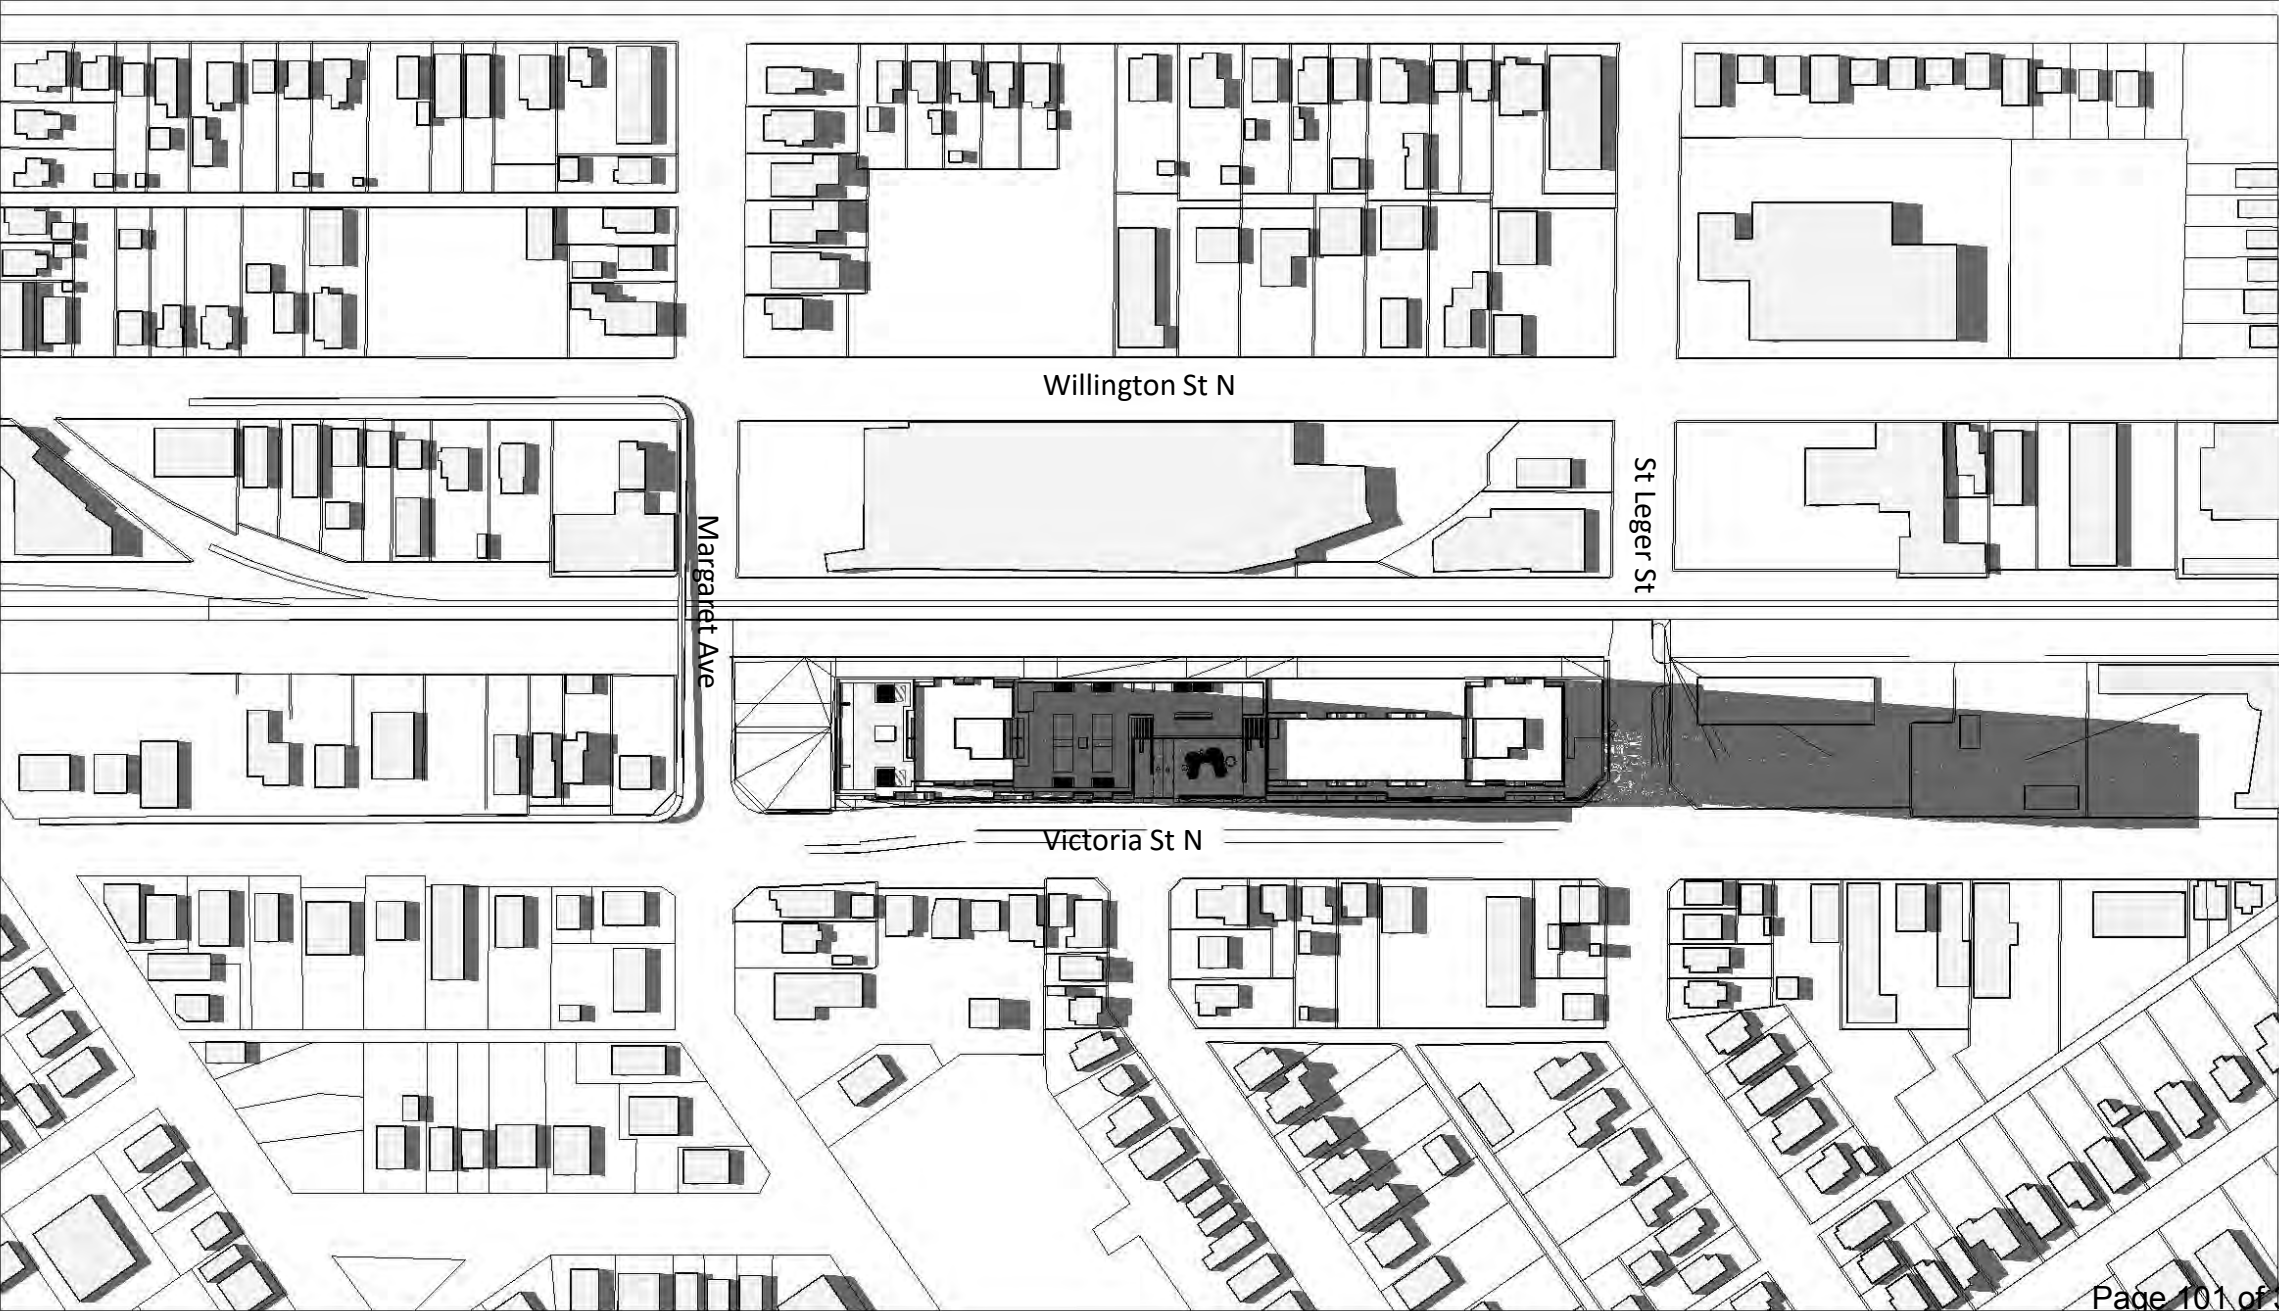 Willington St N
St Leger St
Margaret Ave
Victoria St N
Page 101 of